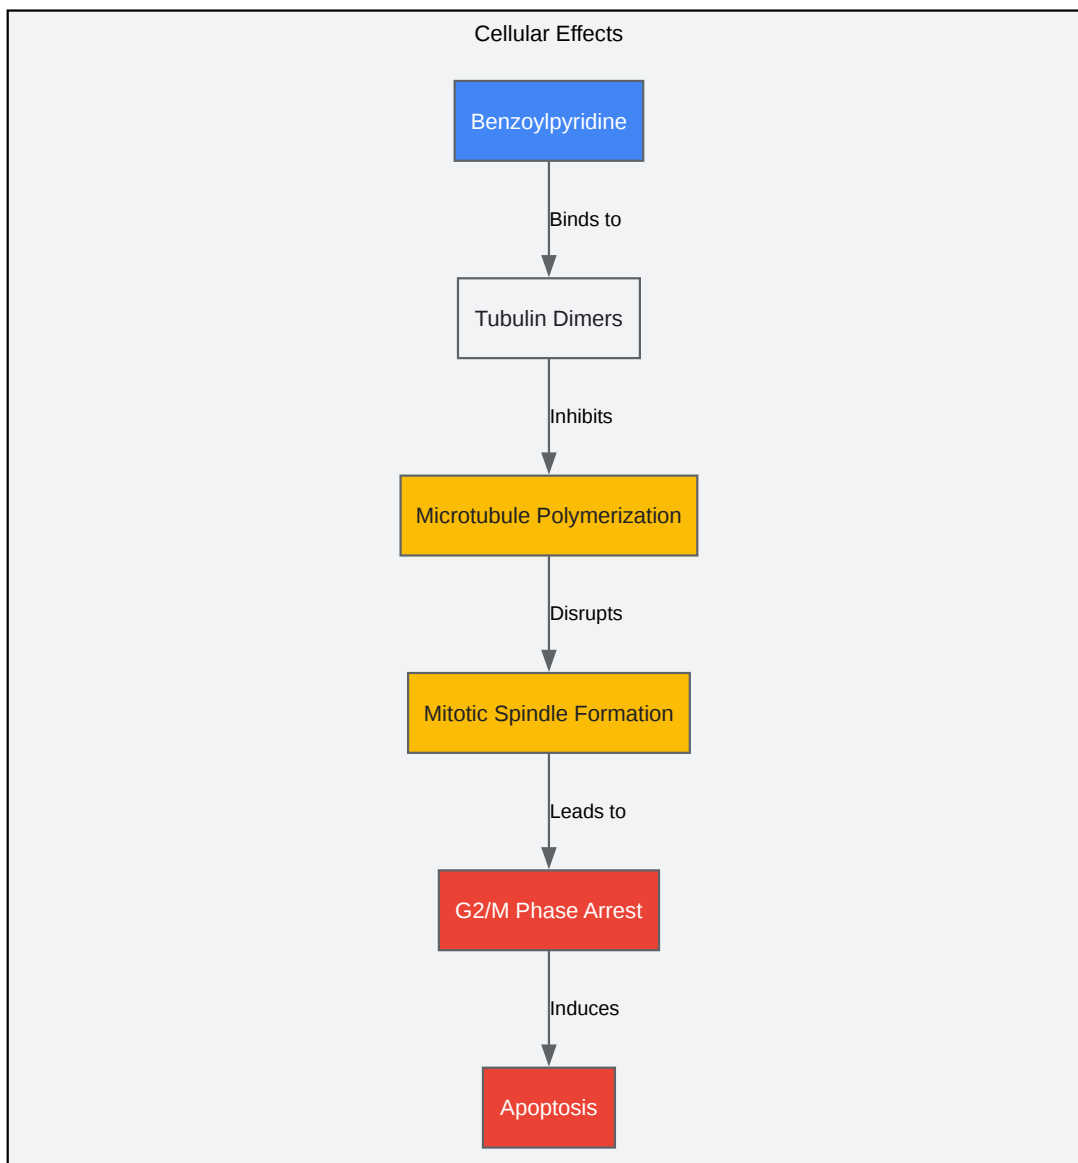 Cellular Effects
Benzoylpyridine
Binds to
Tubulin Dimers
Inhibits
Microtubule Polymerization
Disrupts
Mitotic Spindle Formation
Leads to
G2/M Phase Arrest
Induces
Apoptosis